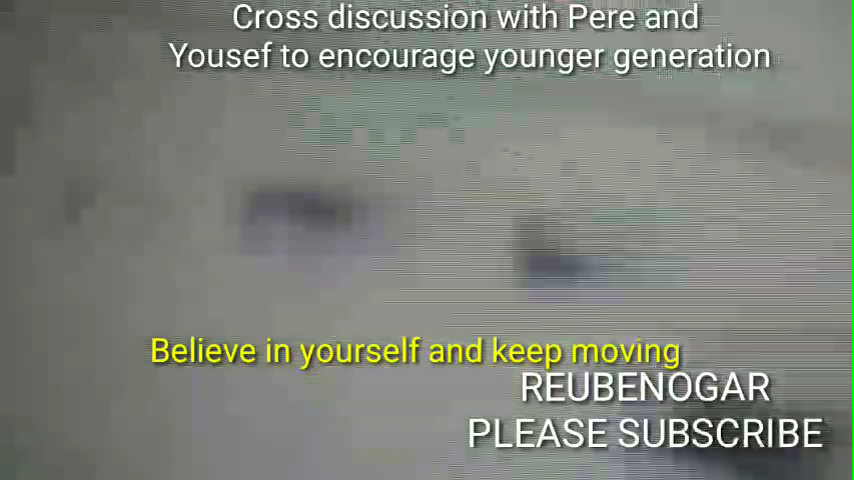 Cross discussion with Pere and
Yousef to encourage younger generation
Believe in yourself and keep moving
REUBENOGAR
PLEASE SUBSCRIBE